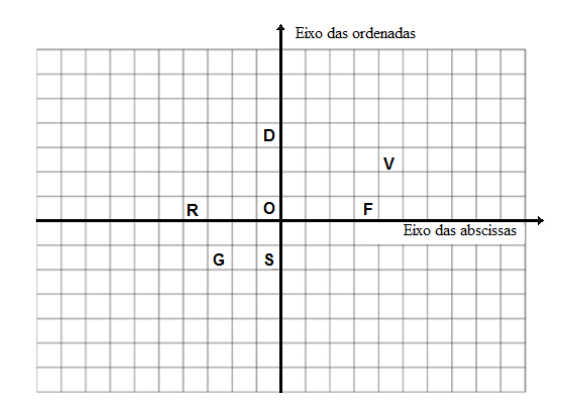 Eixo das ordenadas
D
V
R
O
F
Eixo das abscissas
G
S